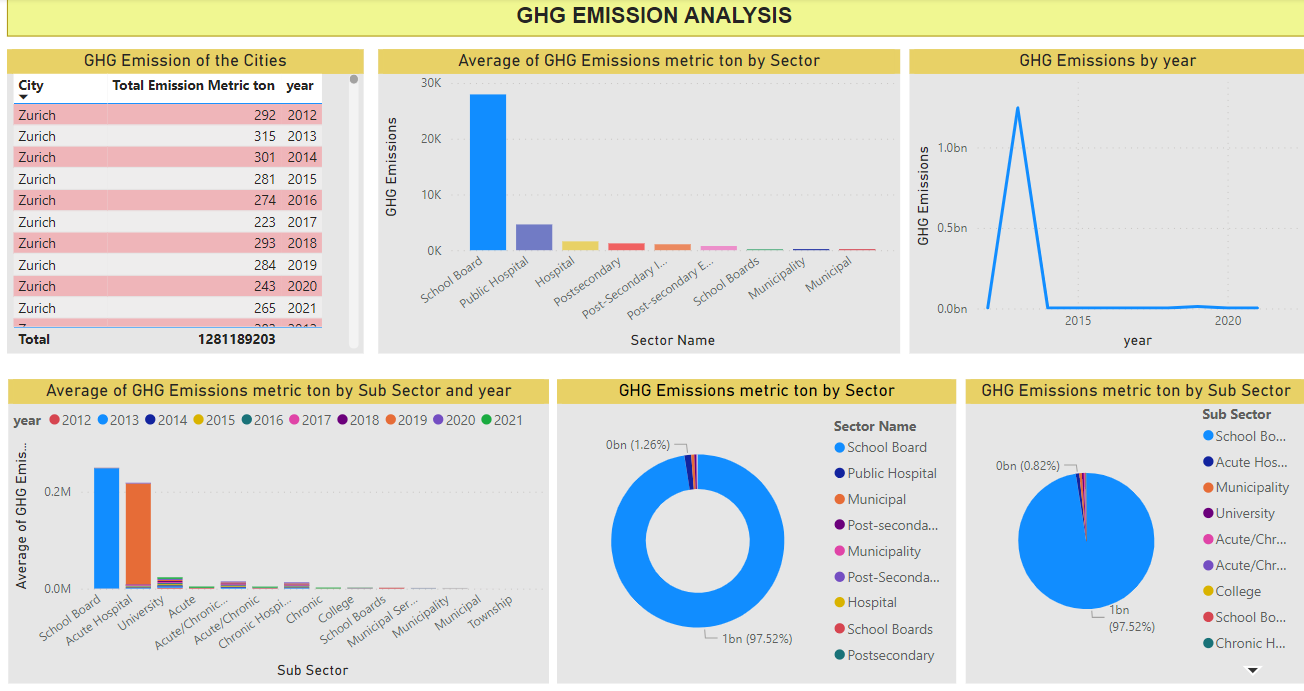 GHG EMISSION ANALYSIS
GHG Emission of the Cities
City Total Emission Metric ton year
Zurich 292 2012
Zurich 315 2013
Zurich 301 2014
Zurich 281 2015
Zurich 274 2016
Zurich 223 2017
Zurich 293 2018
Zurich 284 2019
Zurich 243 2020
Zurich 265 2021
Total 1281189203
Average of GHG Emissions metric ton by Sector
GHG Emissions
30K
20K
10K
0K
School Board
Public Hospital
Hospital
Postsecondary
Post-Secondary I...
Post-secondary E...
School Boards
Municipality
Municipal
Sector Name
GHG Emissions by year
GHG Emissions
1.0bn
0.5bn
0.0bn
2015 2020
year
Average of GHG Emissions metric ton by Sub Sector and year
year 2012 2013 2014 2015 2016 2017 2018 2019 2020 2021
Average of GHG Emis...
0.2M
0.0M
School Board
Acute Hospital
University
Acute
Acute/Chronic...
Acute/Chronic
Chronic Hospi...
Chronic
College
School Boards
Municipal Ser...
Municipality
Municipal
Township
Sub Sector
GHG Emissions metric ton by Sector
0bn (1.26%)
1bn (97.52%)
Sector Name
School Board
Public Hospital
Municipal
Post-seconda...
Municipality
Post-Seconda...
Hospital
School Boards
Postsecondary
GHG Emissions metric ton by Sub Sector
0bn (0.82%)
1bn
(97.52%)
Sub Sector
School Bo...
Acute Hos...
Municipality
University
Acute/Chr...
Acute/Chr...
College
School Bo...
Chronic H...